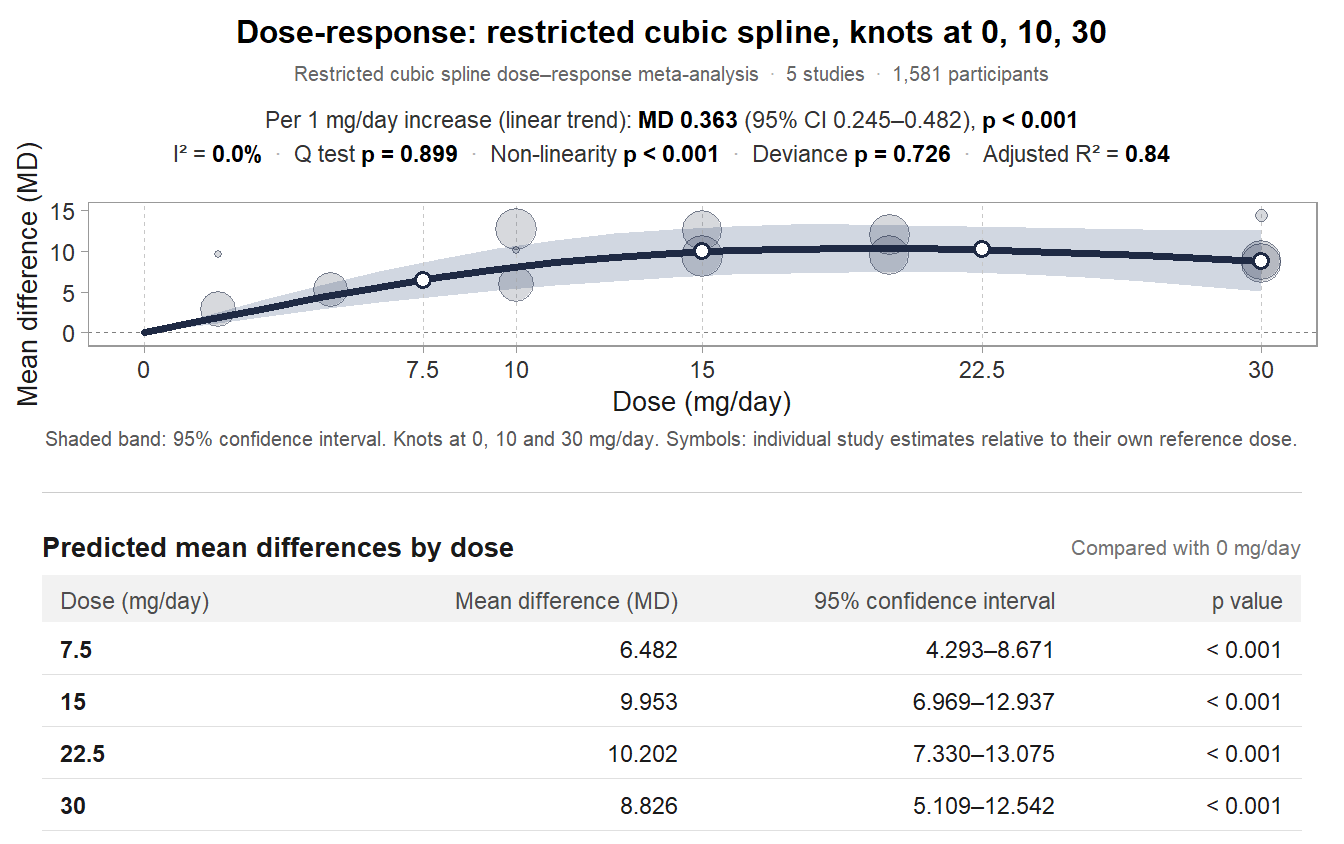 Dose-response: restricted cubic spline, knots at 0, 10, 30
Restricted cubic spline dose–response meta-analysis · 5 studies · 1,581 participants
Per 1 mg/day increase (linear trend): MD 0.363 (95% CI 0.245–0.482), p < 0.001
I² = 0.0% · Q test p = 0.899 · Non-linearity p < 0.001 · Deviance p = 0.726 · Adjusted R² = 0.84
Mean difference (MD)
15
10
5
0
0 7.5 10 15 22.5 30
Dose (mg/day)
Shaded band: 95% confidence interval. Knots at 0, 10 and 30 mg/day. Symbols: individual study estimates relative to their own reference dose.
Predicted mean differences by dose Compared with 0 mg/day
Dose (mg/day) Mean difference (MD) 95% confidence interval p value
7.5 6.482 4.293–8.671 < 0.001
15 9.953 6.969–12.937 < 0.001
22.5 10.202 7.330–13.075 < 0.001
30 8.826 5.109–12.542 < 0.001